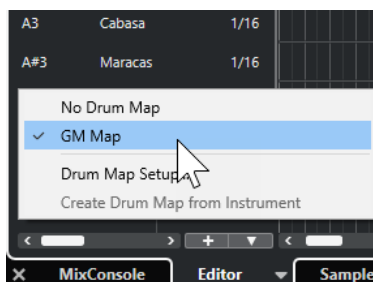 A3 Cabasa 1/16
A#3 Maracas 1/16
No Drum Map
GM Map
Drum Map Setup
Create Drum Map from Instrument
MixConsole Editor Sample